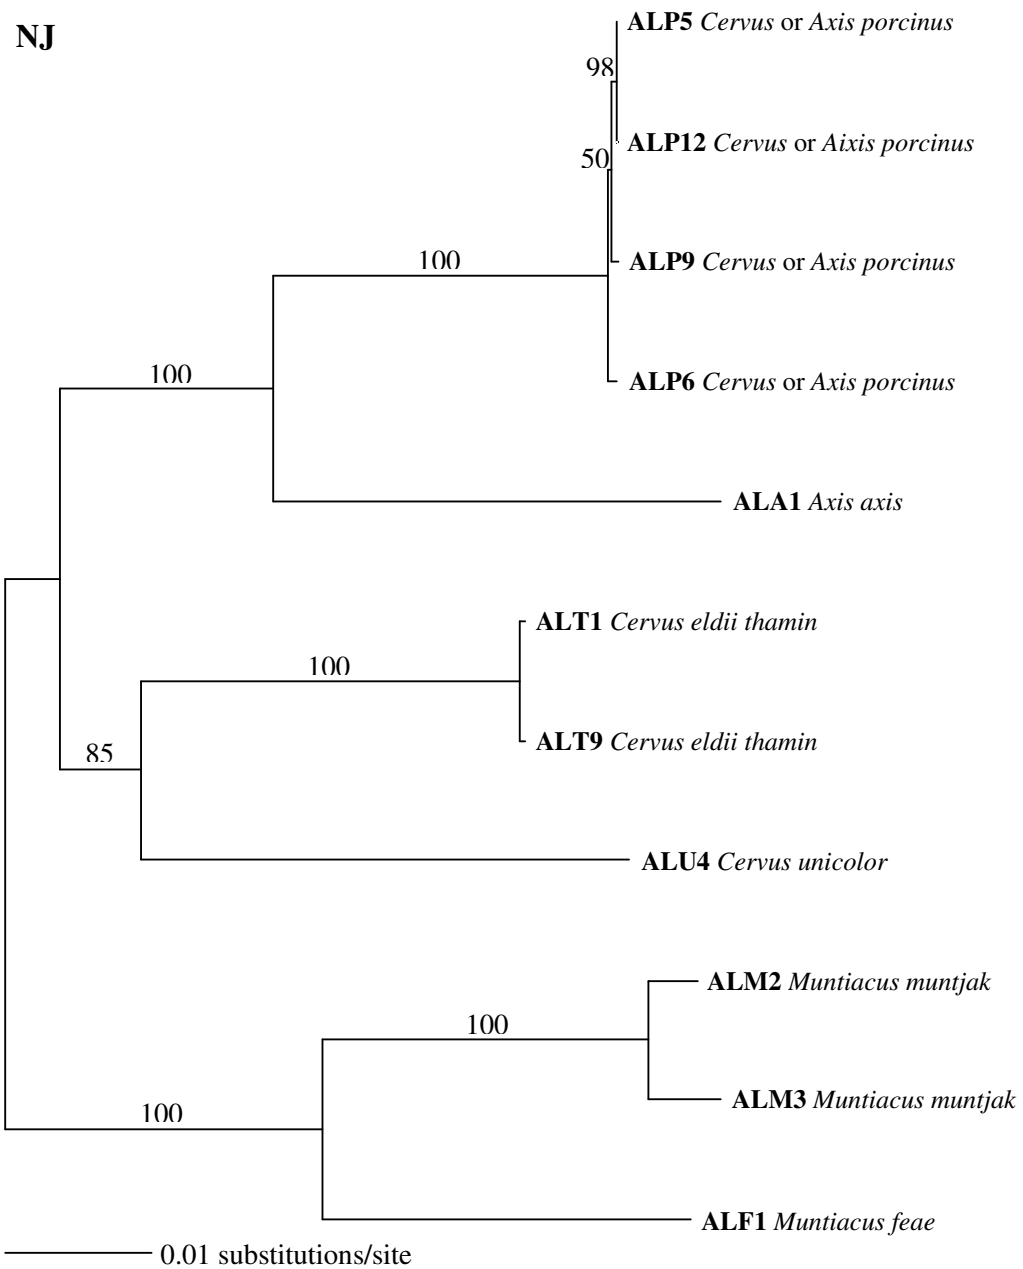 NJ
ALP5 Cervus or Axis porcinus
98
ALP12 Cervus or Aixis porcinus
50
ALP9 Cervus or Axis porcinus
100
ALP6 Cervus or Axis porcinus
100
ALA1 Axis axis
ALT1 Cervus eldii thamin
100
ALT9 Cervus eldii thamin
85
ALU4 Cervus unicolor
ALM2 Muntiacus muntjak
100
ALM3 Muntiacus muntjak
100
ALF1 Muntiacus feae
0.01 substitutions/site